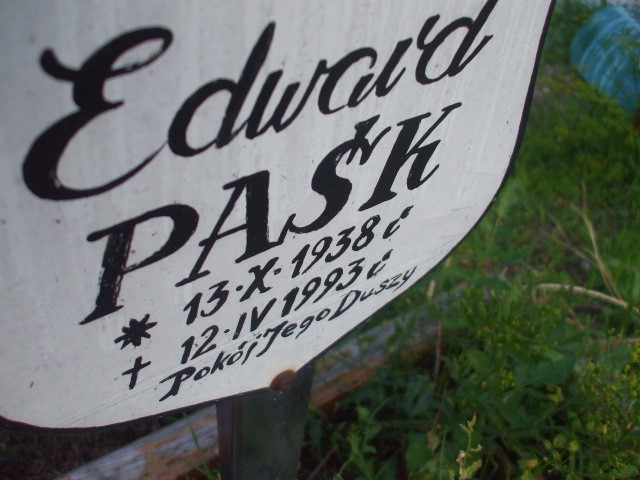 Edward
PAŚK
* 13·X·1938 č
† 12·IV 1993 č
Pokój Jego Duszy